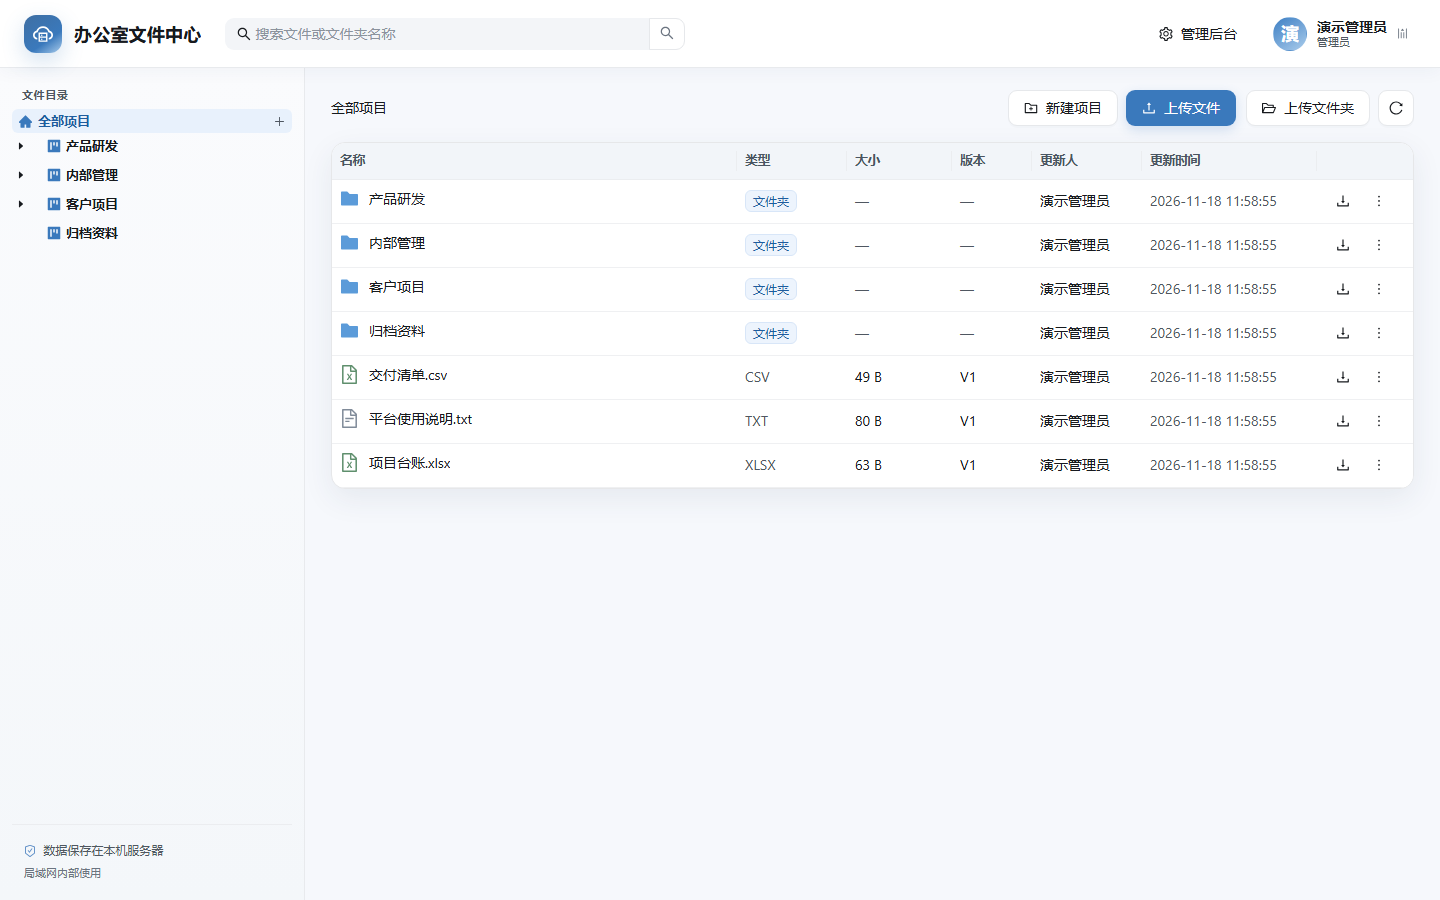 办公室文件中心
搜索文件或文件夹名称
管理后台
演
演示管理员
管理员
文件目录
全部项目
产品研发
内部管理
客户项目
归档资料
数据保存在本机服务器
局域网内部使用
全部项目
新建项目
上传文件
上传文件夹
名称 类型 大小 版本 更新人 更新时间
产品研发 文件夹 — — 演示管理员 2026-11-18 11:58:55
内部管理 文件夹 — — 演示管理员 2026-11-18 11:58:55
客户项目 文件夹 — — 演示管理员 2026-11-18 11:58:55
归档资料 文件夹 — — 演示管理员 2026-11-18 11:58:55
交付清单.csv CSV 49 B V1 演示管理员 2026-11-18 11:58:55
平台使用说明.txt TXT 80 B V1 演示管理员 2026-11-18 11:58:55
项目台账.xlsx XLSX 63 B V1 演示管理员 2026-11-18 11:58:55